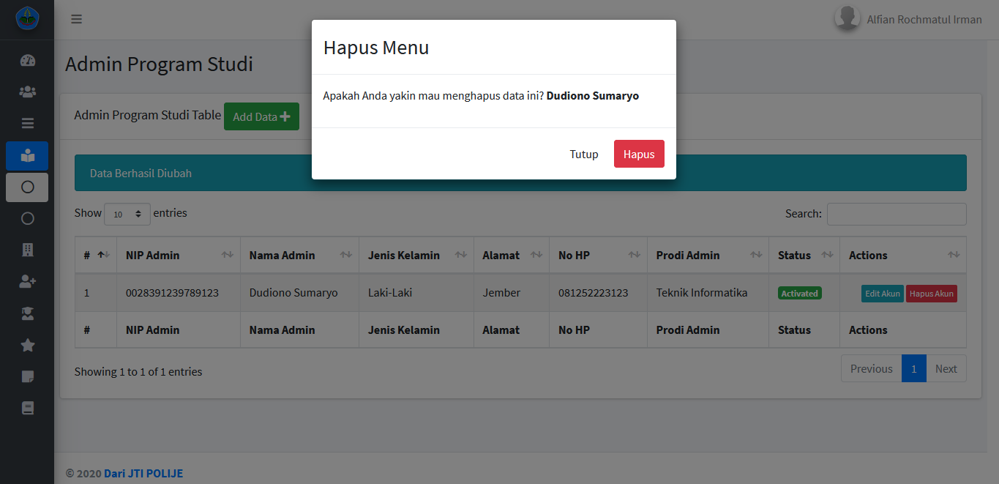 Alfian Rochmatul Irman
Hapus Menu
Apakah Anda yakin mau menghapus data ini? Dudiono Sumaryo
Tutup Hapus
Admin Program Studi
Admin Program Studi Table Add Data
Data Berhasil Diubah
Show 10 entries Search:
# NIP Admin Nama Admin Jenis Kelamin Alamat No HP Prodi Admin Status Actions
1 0028391239789123 Dudiono Sumaryo Laki-Laki Jember 081252223123 Teknik Informatika Activated Edit Akun Hapus Akun
# NIP Admin Nama Admin Jenis Kelamin Alamat No HP Prodi Admin Status Actions
Showing 1 to 1 of 1 entries Previous 1 Next
© 2020 Dari JTI POLIJE